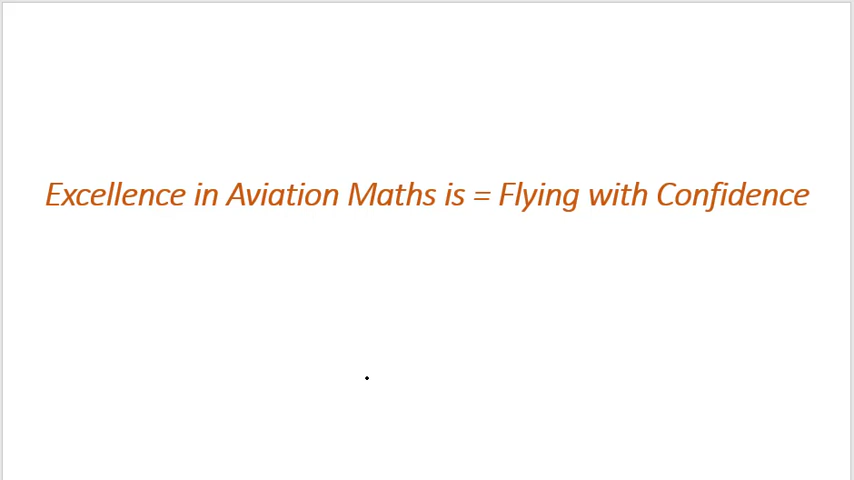 Excellence in Aviation Maths is = Flying with Confidence